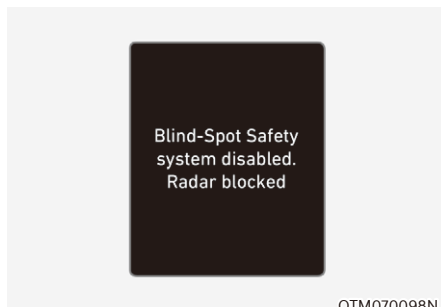 Blind-Spot Safety
system disabled.
Radar blocked
OTM070098N